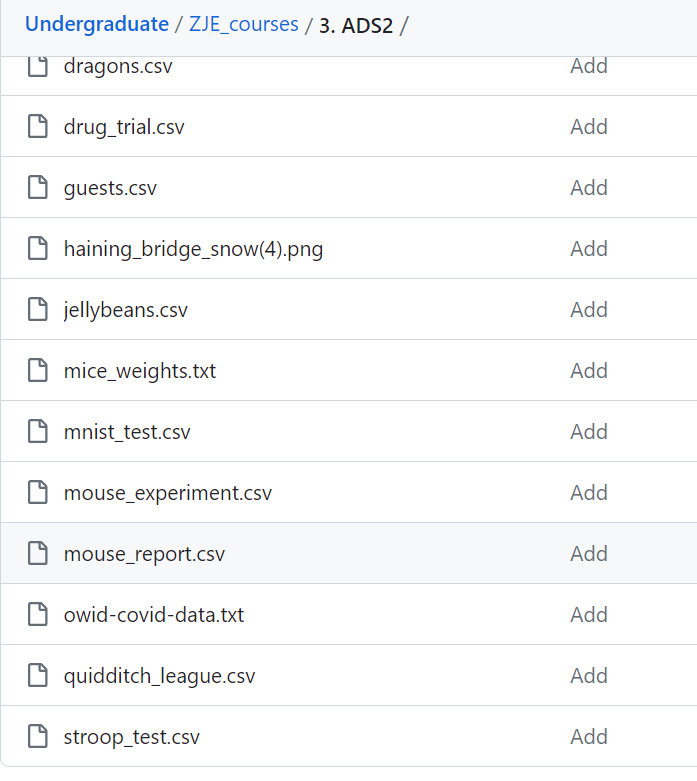 Undergraduate / ZJE_courses / 3. ADS2 /
dragons.csv Add
drug_trial.csv Add
guests.csv Add
haining_bridge_snow(4).png Add
jellybeans.csv Add
mice_weights.txt Add
mnist_test.csv Add
mouse_experiment.csv Add
mouse_report.csv Add
owid-covid-data.txt Add
quidditch_league.csv Add
stroop_test.csv Add